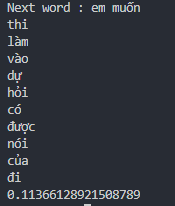 Next word : em muốn
thi
làm
vào
dự
hỏi
có
được
nói
của
đi
0.11366128921508789